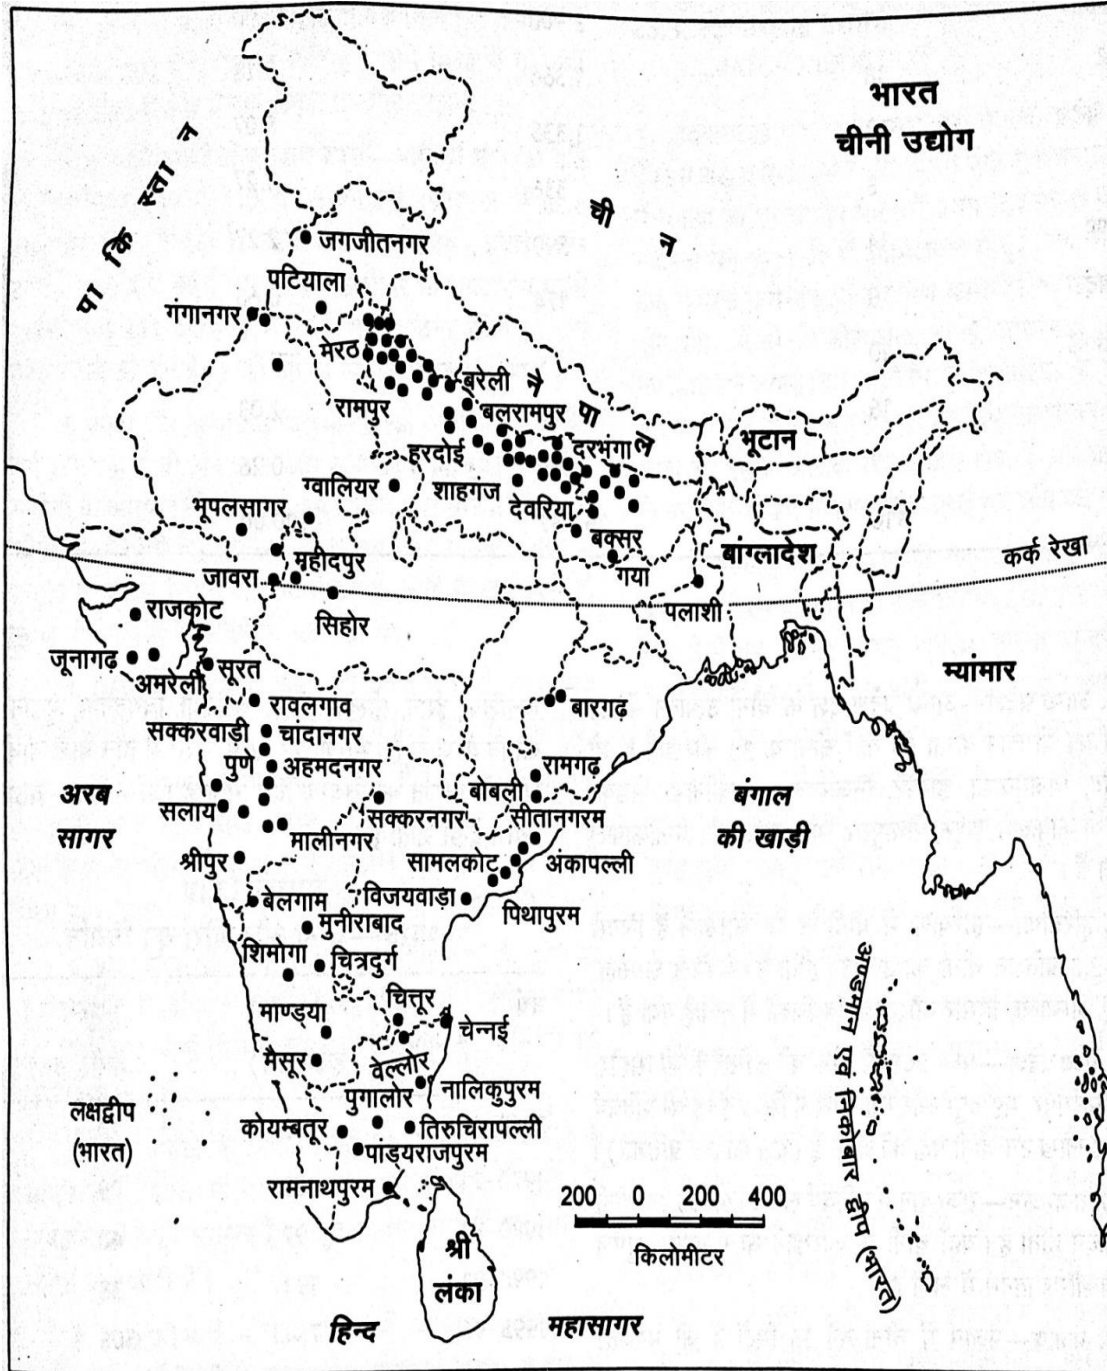 भारत
चीनी उद्योग
पाकिस्तान
चीन
जगजीतनगर
पटियाला
गंगानगर
मेरठ
बरेली
नेपाल
रामपुर
बलरामपुर
भूटान
हरदोई
दरभंगा
ग्वालियर
शाहगंज
भूपलसागर
देवरिया
बक्सर
बांग्लादेश
कर्क रेखा
जावरा
महीदपुर
गया
राजकोट
सिहोर
पलाशी
जूनागढ़
सूरत
म्यांमार
अमरेली
रावलगांव
बारगढ़
सक्करवाड़ी
चांदानगर
पुणे
अहमदनगर
रामगढ़
अरब
सागर
बोबली
बंगाल
की खाड़ी
सलाय
सक्करनगर
सीतानगरम
मालीनगर
श्रीपुर
सामलकोट
अंकापल्ली
बेलगाम
विजयवाड़ा
पिथापुरम
मुनीराबाद
शिमोगा
चित्रदुर्ग
माण्ड्या
चित्तूर
चेन्नई
मैसूर
वेल्लोर
नालिकुपुरम
पुगालोर
लक्षद्वीप
(भारत)
कोयम्बतूर
तिरुचिरापल्ली
पांड्यराजपुरम
रामनाथपुरम
अण्डमान एवं निकोबार द्वीप (भारत)
200 0 200 400
किलोमीटर
श्री
लंका
हिन्द
महासागर